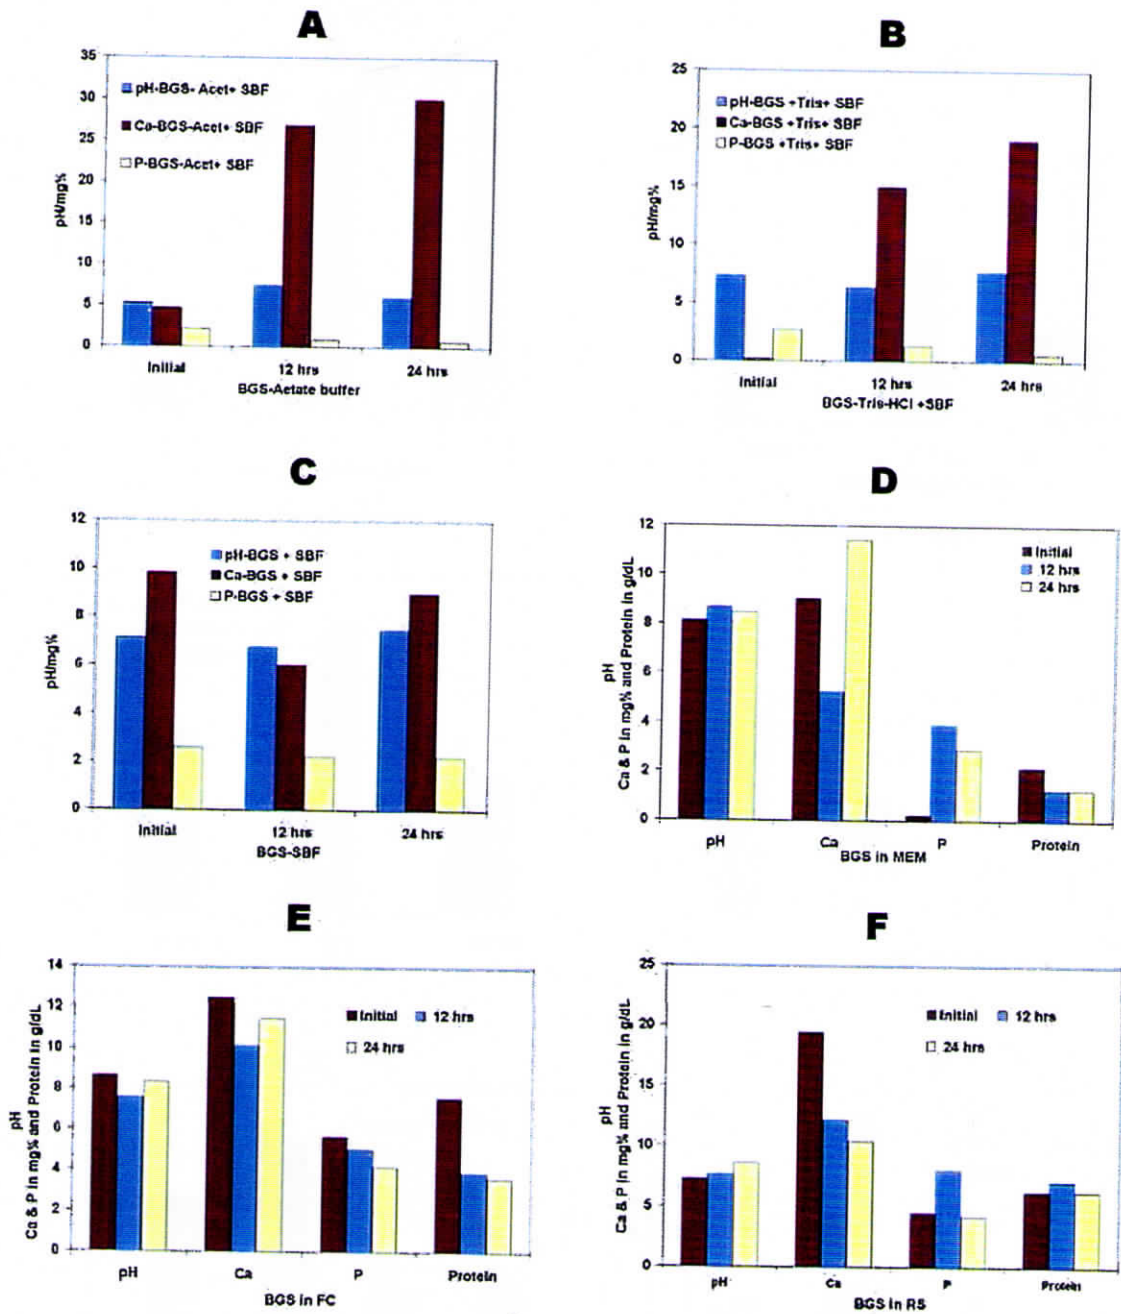 A
35
30
25
20
15
10
5
0
pH/mg%
pH-BGS- Acet+ SBF
Ca-BGS-Acet+ SBF
P-BGS-Acet+ SBF
Initial 12 hrs 24 hrs
BGS-Aetate buffer
B
25
20
15
10
5
0
pH/mg%
pH-BGS +Tris+ SBF
Ca-BGS +Tris+ SBF
P-BGS +Tris+ SBF
Initial 12 hrs 24 hrs
BGS-Tris-HCl +SBF
C
12
10
8
6
4
2
0
pH/mg%
pH-BGS + SBF
Ca-BGS + SBF
P-BGS + SBF
Initial 12 hrs 24 hrs
BGS-SBF
D
12
10
8
6
4
2
0
pH
Ca & P in mg% and Protein in g/dL
Initial
12 hrs
24 hrs
pH Ca P Protein
BGS in MEM
E
14
12
10
8
6
4
2
0
pH
Ca & P in mg% and Protein in g/dL
Initial 12 hrs
24 hrs
pH Ca P Protein
BGS in FC
F
25
20
15
10
5
0
pH
Ca & P in mg% and Protein in g/dL
Initial 12 hrs
24 hrs
pH Ca P Protein
BGS in RS